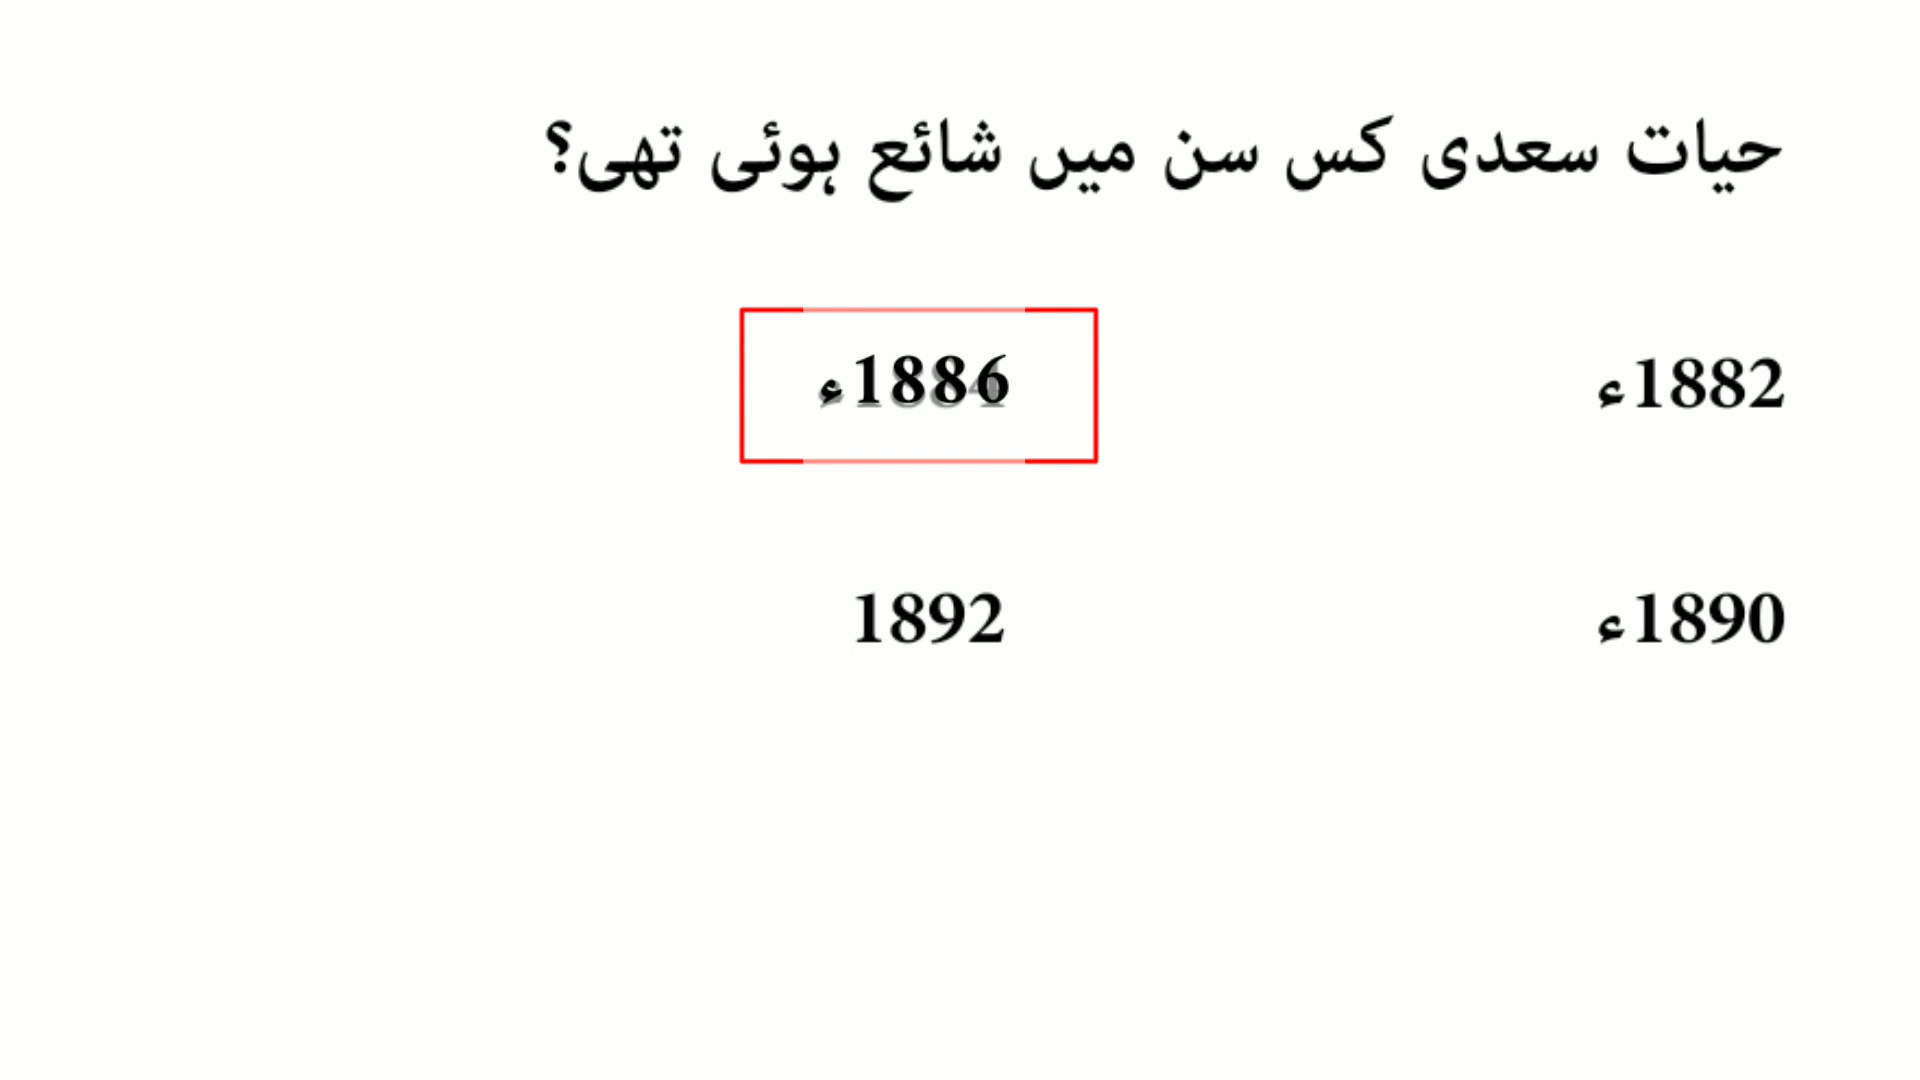 حیات سعدی کس سن میں شائع ہوئی تھی؟
1882ء 1886ء
1890ء 1892